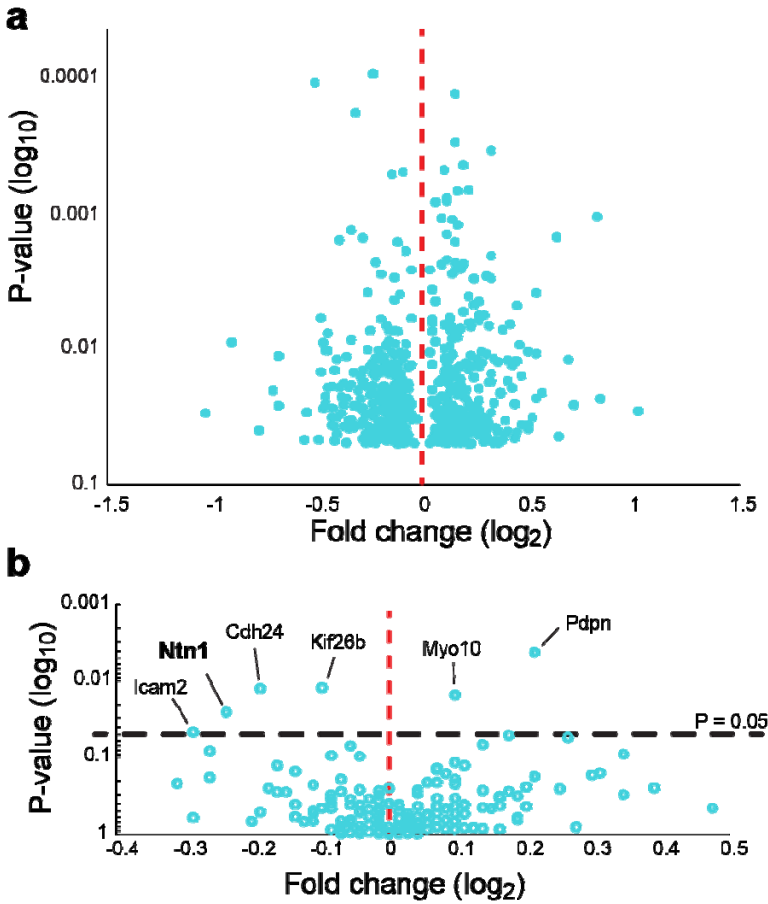 a
0.0001
0.001
0.01
0.1
P-value (log10)
-1.5
-1
-0.5
0
0.5
1
1.5
Fold change (log2)
b
0.001
0.01
0.1
1
P-value (log10)
Icam2
Ntn1
Cdh24
Kif26b
Myo10
Pdpn
P = 0.05
-0.4
-0.3
-0.2
-0.1
0
0.1
0.2
0.3
0.4
0.5
Fold change (log2)